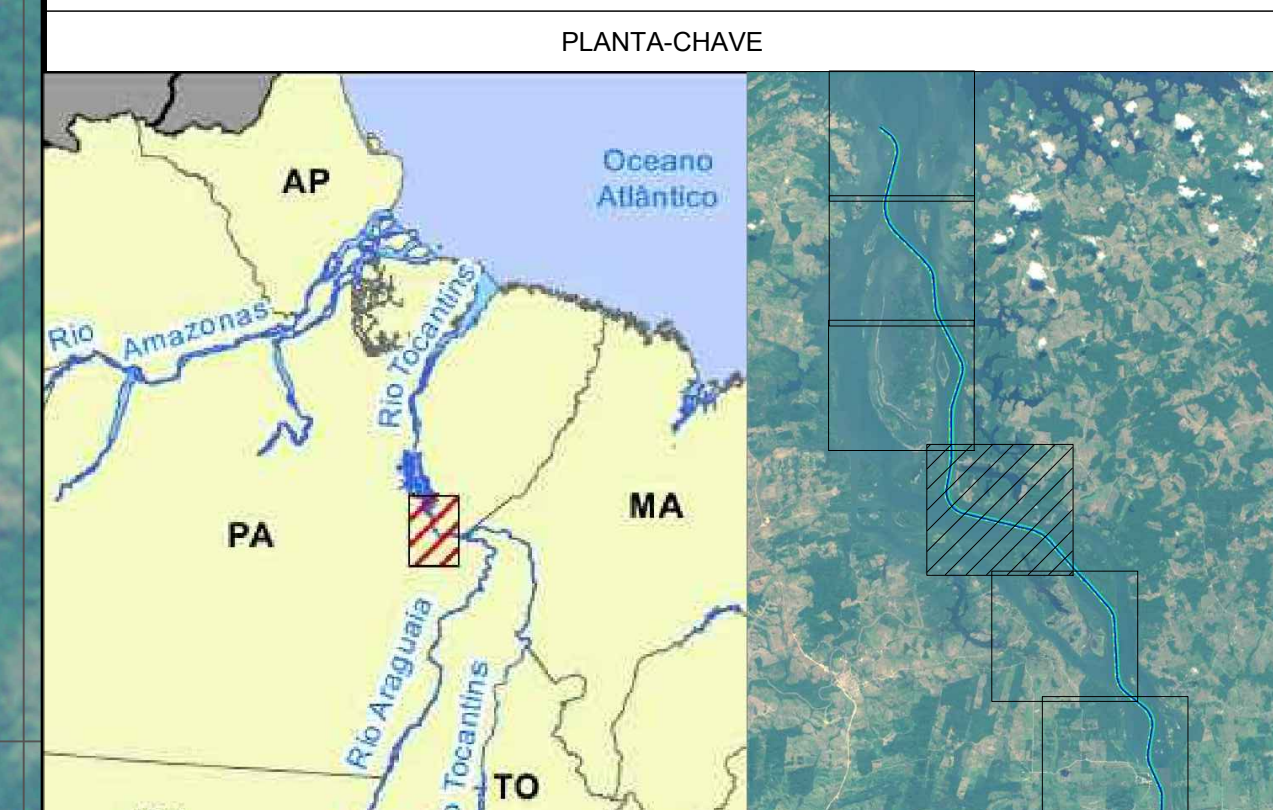 PLANTA-CHAVE
AP
Oceano
Atlântico
Rio Amazonas
Rio Tocantins
PA
MA
Rio Araguaia
Tocantins
TO